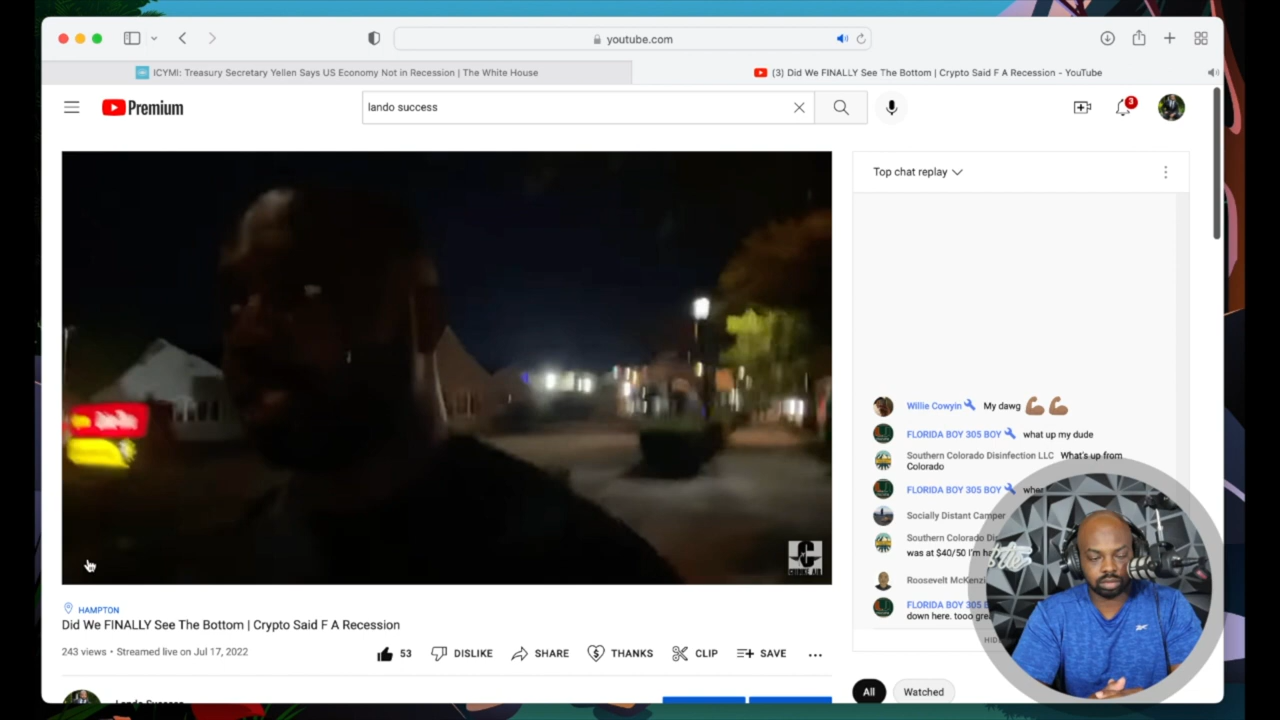 youtube.com
ICYMI: Treasury Secretary Yellen Says US Economy Not in Recession | The White House
(3) Did We FINALLY See The Bottom | Crypto Said F A Recession - YouTube
Premium
lando success
3
Top chat replay
Willie Cowyin My dawg
FLORIDA BOY 305 BOY what up my dude
Southern Colorado Disinfection LLC What's up from
Colorado
FLORIDA BOY 305 BOY
Socially Distant Camper
Southern Colorado
was at $40/50 I'm
Roosevelt
FLORIDA BOY 305
down here. tooo
HAMPTON
Did We FINALLY See The Bottom | Crypto Said F A Recession
243 views • Streamed live on Jul 17, 2022
53 DISLIKE SHARE THANKS CLIP SAVE ...
All Watched